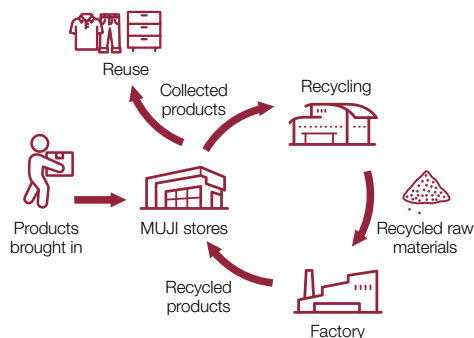 Reuse
Collected
products
Recycling
Products
brought in
MUJI stores
Recycled raw
materials
Recycled
products
Factory